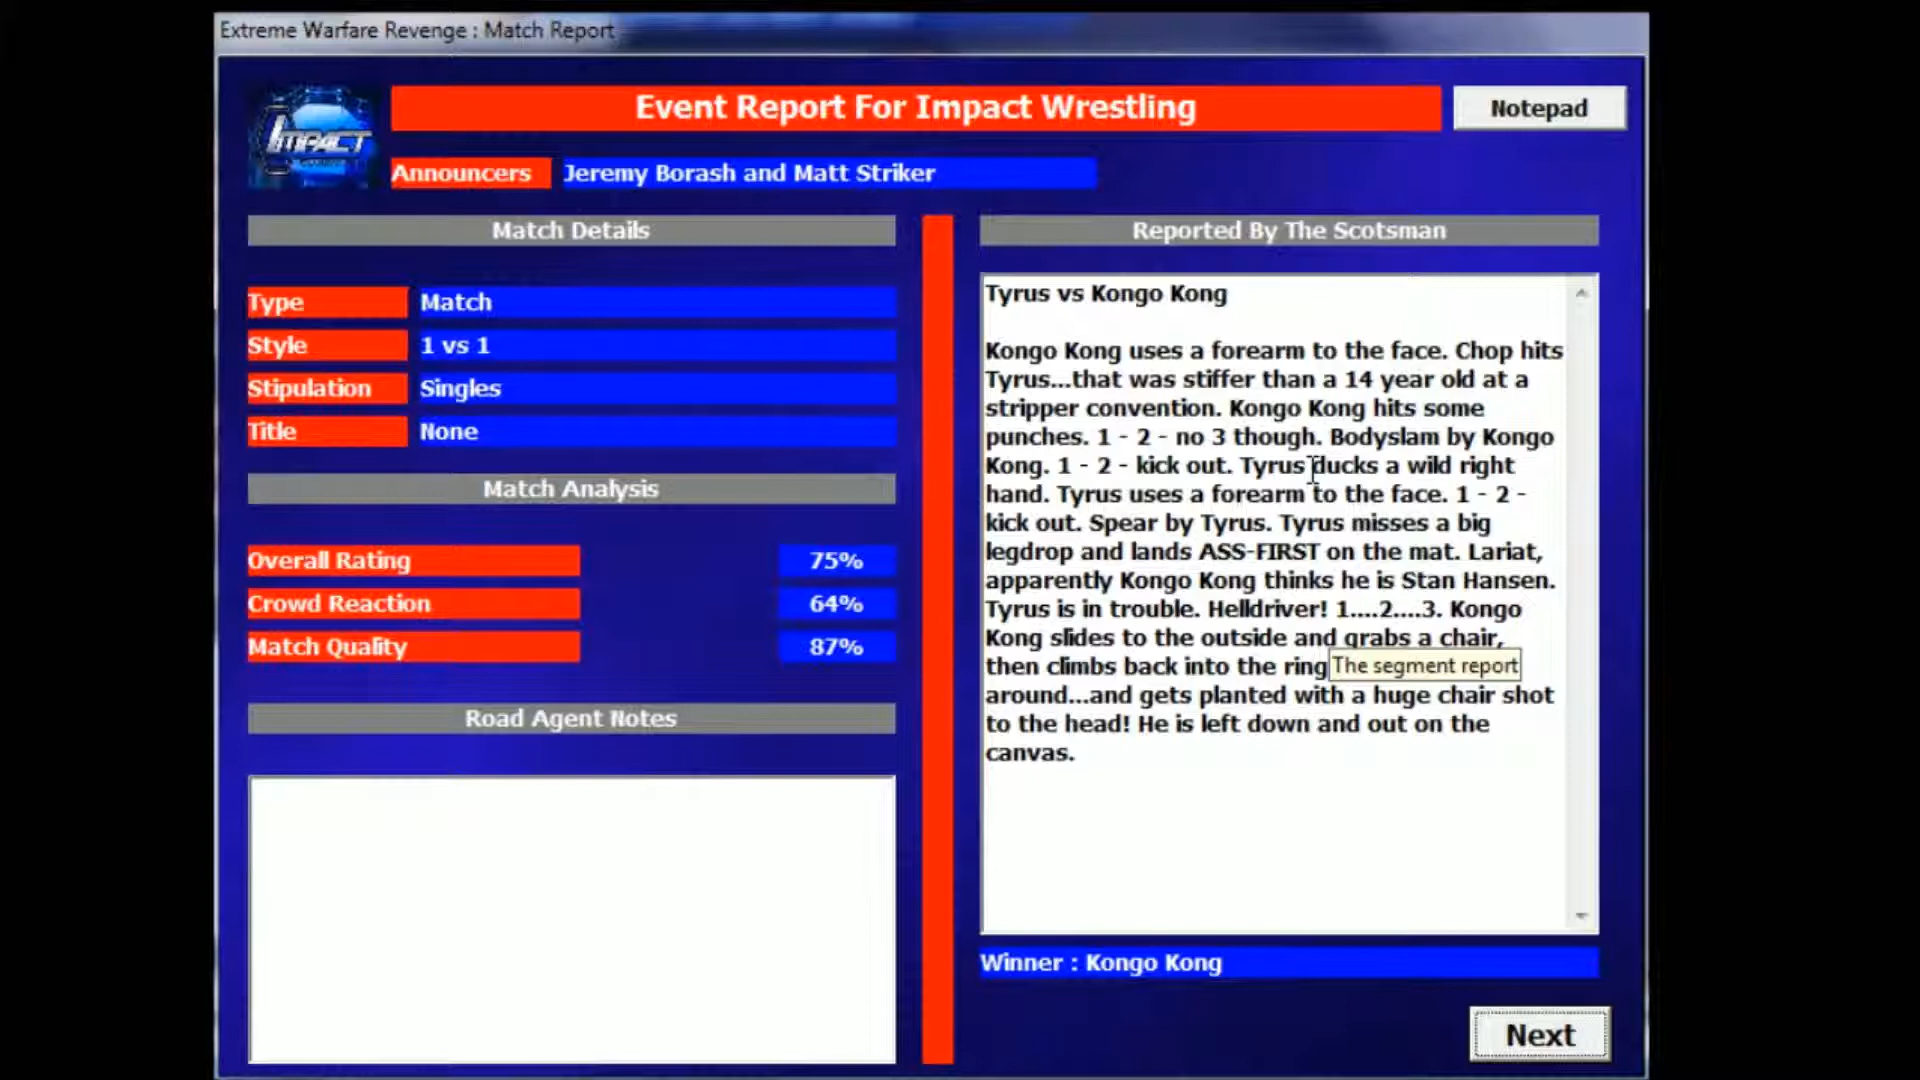 Extreme Warfare Revenge : Match Report
IMPACT
Event Report For Impact Wrestling
Notepad
Announcers
Jeremy Borash and Matt Striker
Match Details
Type
Match
Style
1 vs 1
Stipulation
Singles
Title
None
Match Analysis
Overall Rating
75%
Crowd Reaction
64%
Match Quality
87%
Road Agent Notes
Reported By The Scotsman
Tyrus vs Kongo Kong
Kongo Kong uses a forearm to the face. Chop hits
Tyrus...that was stiffer than a 14 year old at a
stripper convention. Kongo Kong hits some
punches. 1 - 2 - no 3 though. Bodyslam by Kongo
Kong. 1 - 2 - kick out. Tyrus ducks a wild right
hand. Tyrus uses a forearm to the face. 1 - 2 -
kick out. Spear by Tyrus. Tyrus misses a big
legdrop and lands ASS-FIRST on the mat. Lariat,
apparently Kongo Kong thinks he is Stan Hansen.
Tyrus is in trouble. Helldriver! 1....2....3. Kongo
Kong slides to the outside and grabs a chair,
then climbs back into the ring
The segment report
around...and gets planted with a huge chair shot
to the head! He is left down and out on the
canvas.
Winner : Kongo Kong
Next